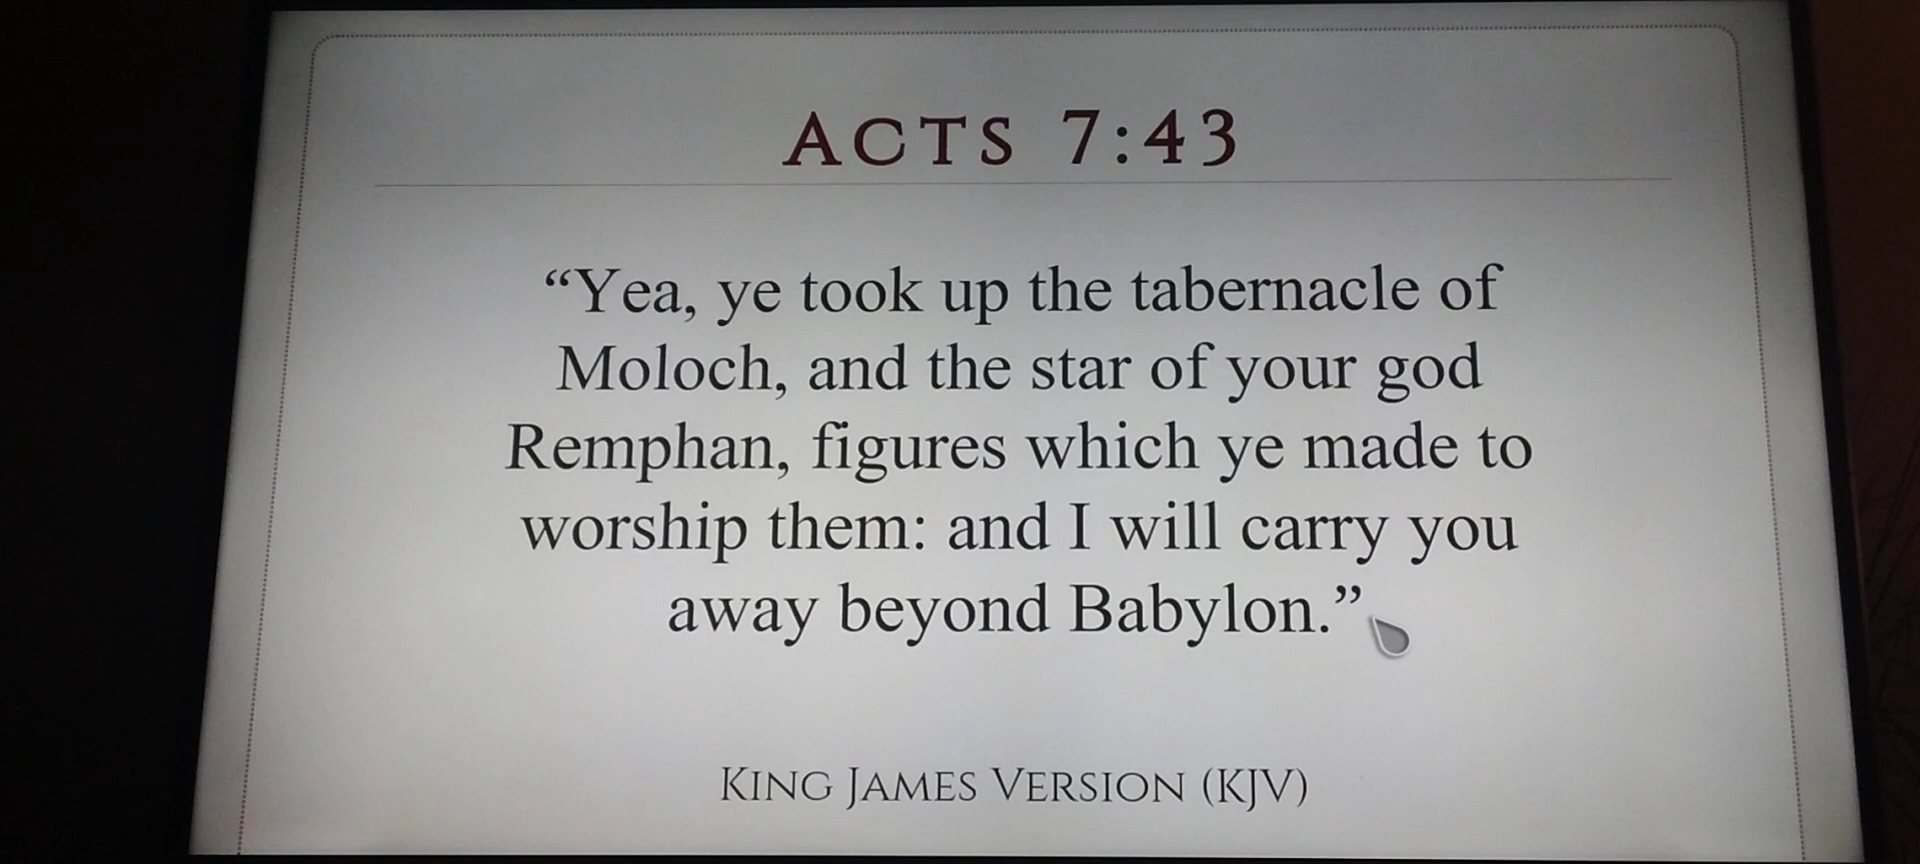 ACTS 7:43
“Yea, ye took up the tabernacle of
Moloch, and the star of your god
Remphan, figures which ye made to
worship them: and I will carry you
away beyond Babylon.”
KING JAMES VERSION (KJV)